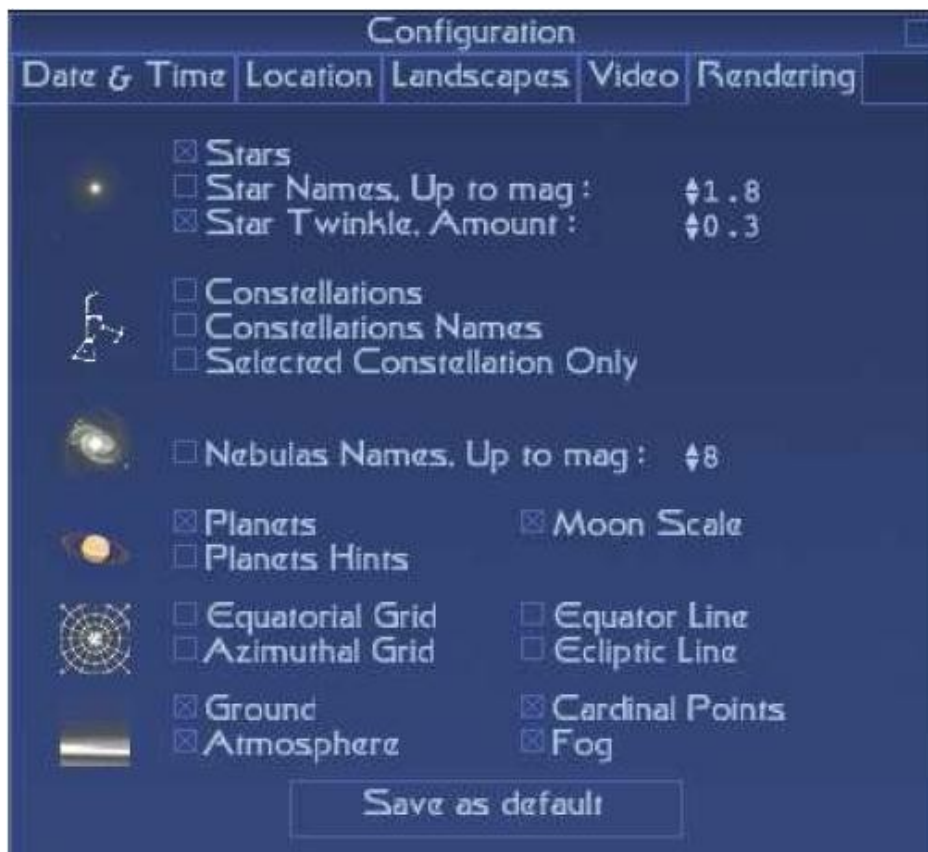 Configuration
Date & Time Location Landscapes Video Rendering
Stars
Star Names, Up to mag : 1.8
Star Twinkle, Amount : 0.3
Constellations
Constellations Names
Selected Constellation Only
Nebulas Names, Up to mag : 8
Planets Moon Scale
Planets Hints
Equatorial Grid Equator Line
Azimuthal Grid Ecliptic Line
Ground Cardinal Points
Atmosphere Fog
Save as default